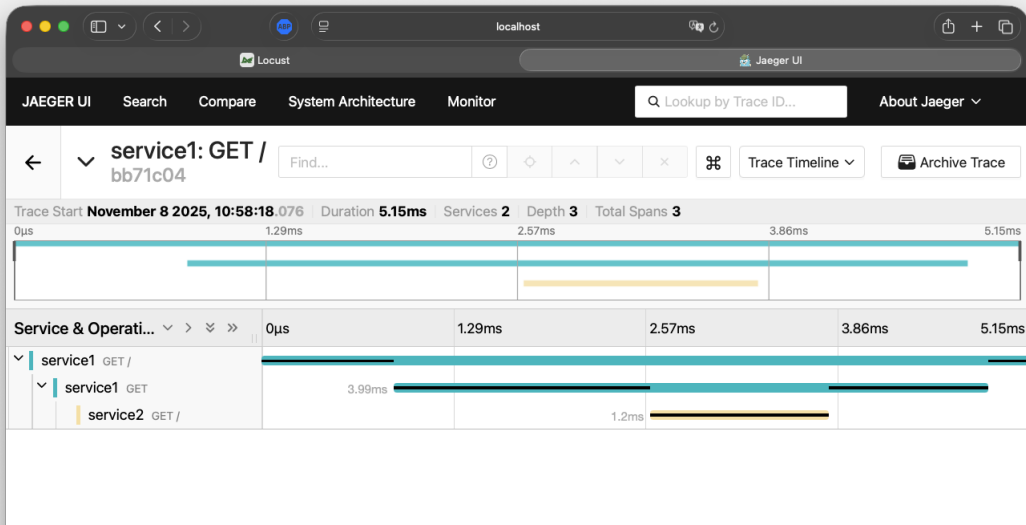 ABP
localhost
Locust
Jaeger UI
JAEGER UI Search Compare System Architecture Monitor Lookup by Trace ID... About Jaeger
service1: GET / Find... Trace Timeline Archive Trace
bb71c04
Trace Start November 8 2025, 10:58:18.076 Duration 5.15ms Services 2 Depth 3 Total Spans 3
0μs 1.29ms 2.57ms 3.86ms 5.15ms
Service & Operati... 0μs 1.29ms 2.57ms 3.86ms 5.15ms
service1 GET /
service1 GET 3.99ms
service2 GET / 1.2ms